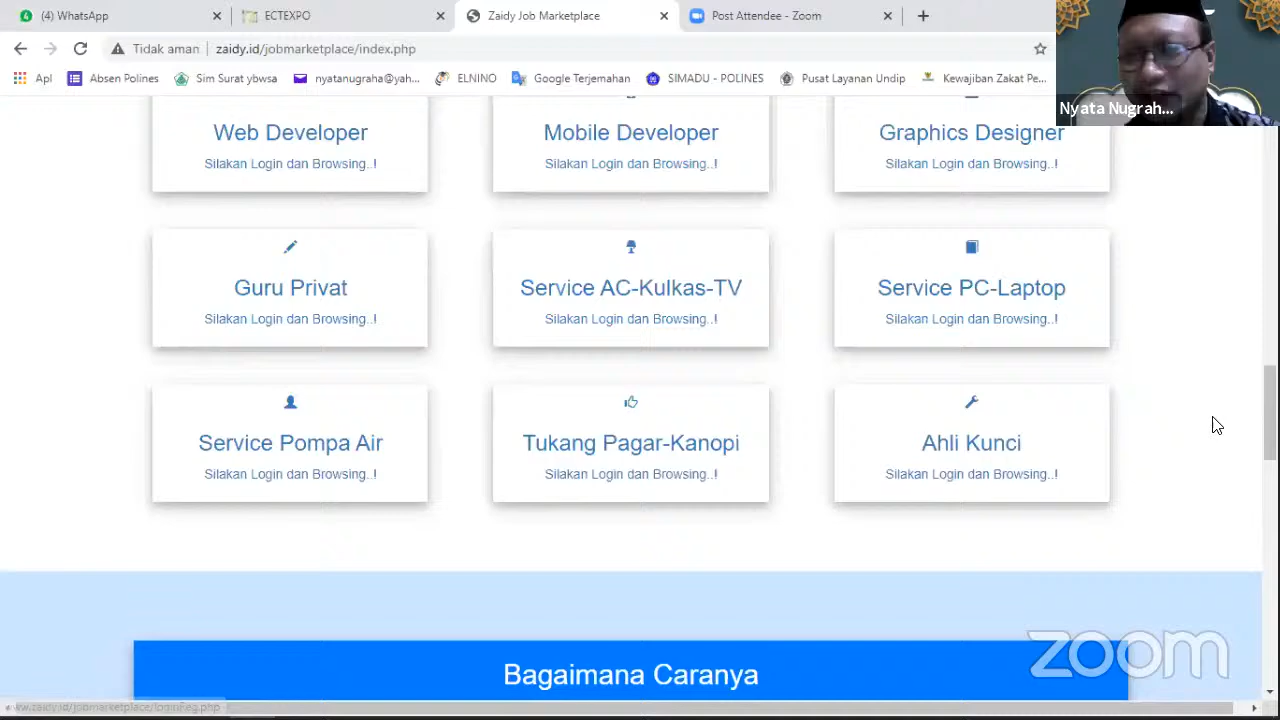 (4) WhatsApp
ECTEXPO
Zaidy Job Marketplace
Post Attendee - Zoom
Tidak aman
zaidy.id/jobmarketplace/index.php
Apl
Absen Polines
Sim Surat ybwsa
nyatanugraha@yah...
ELNINO
Google Terjemahan
SIMADU - POLINES
Pusat Layanan Undip
Kewajiban Zakat Pe...
Nyata Nugrah...
Web Developer
Silakan Login dan Browsing..!
Mobile Developer
Silakan Login dan Browsing..!
Graphics Designer
Silakan Login dan Browsing..!
Guru Privat
Silakan Login dan Browsing..!
Service AC-Kulkas-TV
Silakan Login dan Browsing..!
Service PC-Laptop
Silakan Login dan Browsing..!
Service Pompa Air
Silakan Login dan Browsing..!
Tukang Pagar-Kanopi
Silakan Login dan Browsing..!
Ahli Kunci
Silakan Login dan Browsing..!
Bagaimana Caranya
zoom